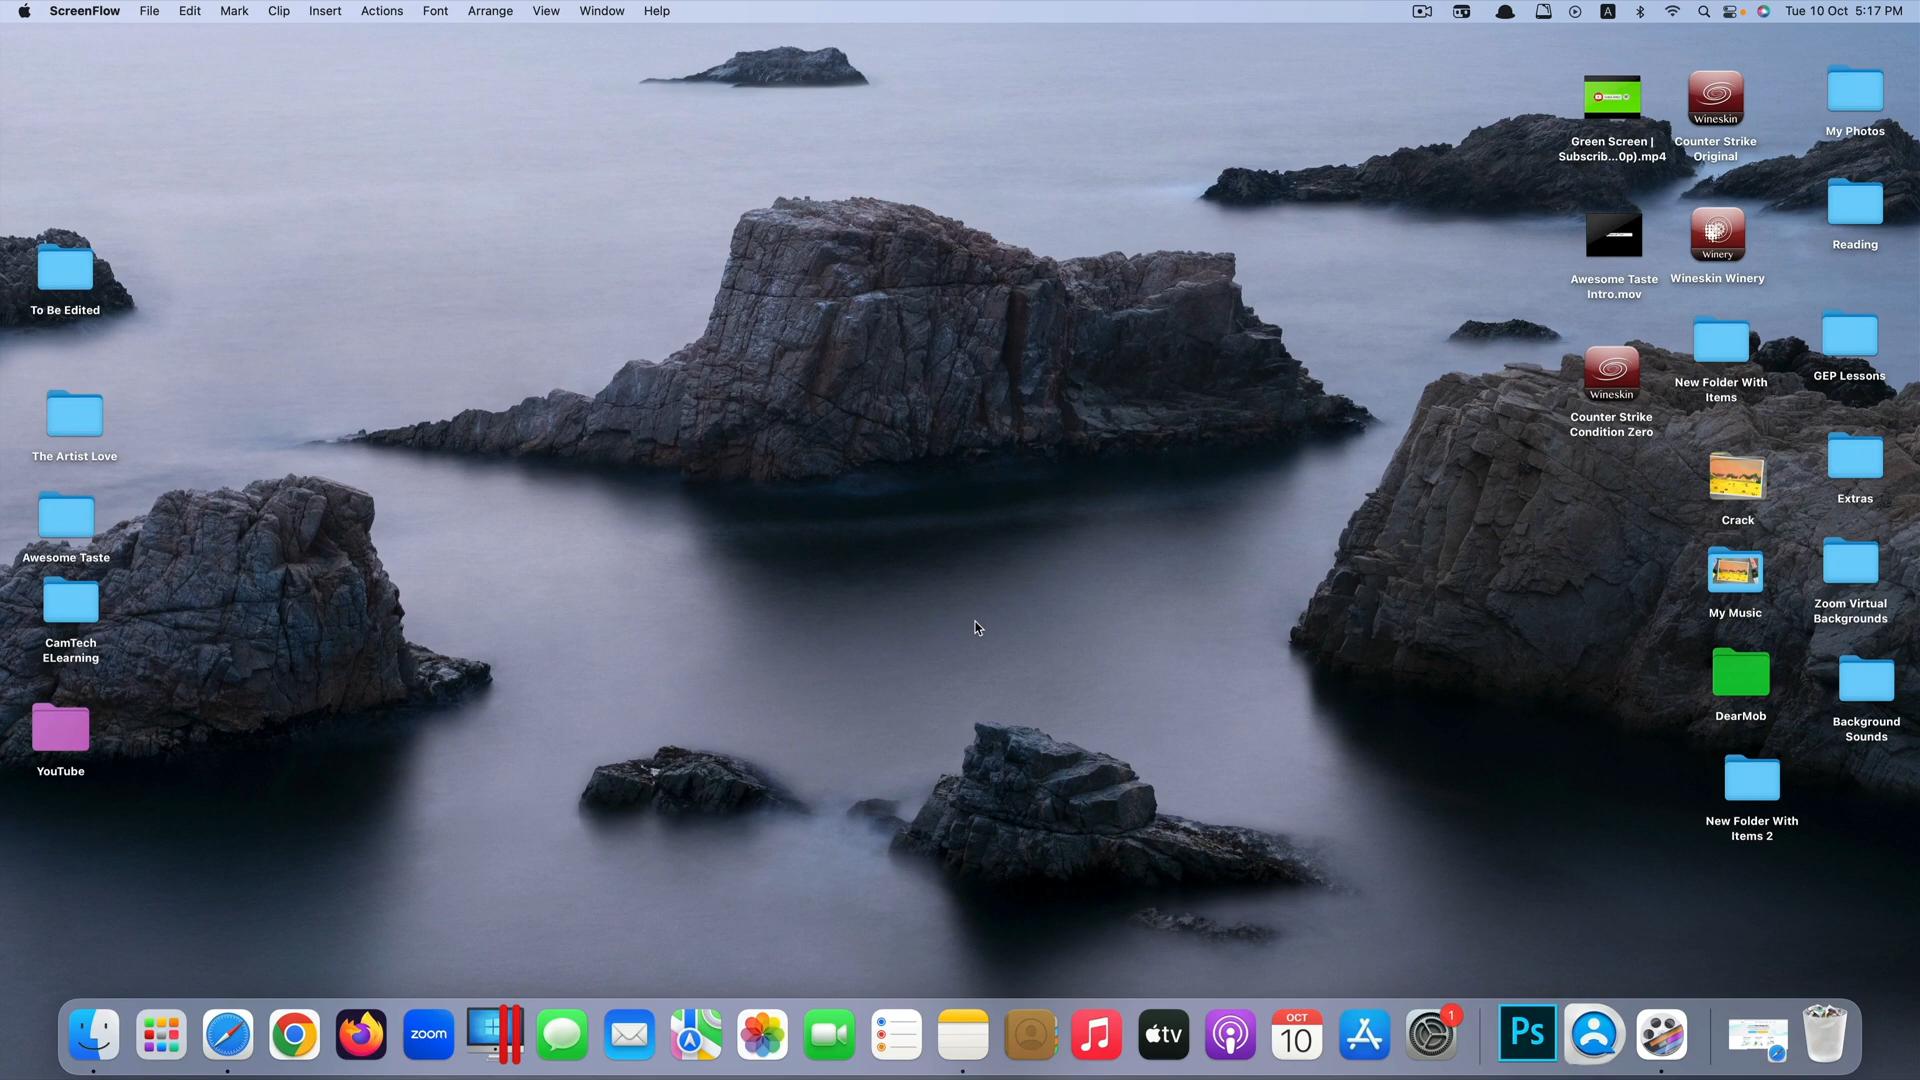 ScreenFlow File Edit Mark Clip Insert Actions Font Arrange View Window Help
A
Tue 10 Oct 5:17 PM
To Be Edited
The Artist Love
Awesome Taste
CamTech
ELearning
YouTube
Green Screen |
Subscrib...0p).mp4
Wineskin
Counter Strike
Original
My Photos
Awesome Taste
Intro.mov
Winery
Wineskin Winery
Reading
Wineskin
Counter Strike
Condition Zero
New Folder With
Items
GEP Lessons
Crack
Extras
My Music
Zoom Virtual
Backgrounds
DearMob
Background
Sounds
New Folder With
Items 2
zoom
tv
OCT
10
1
Ps